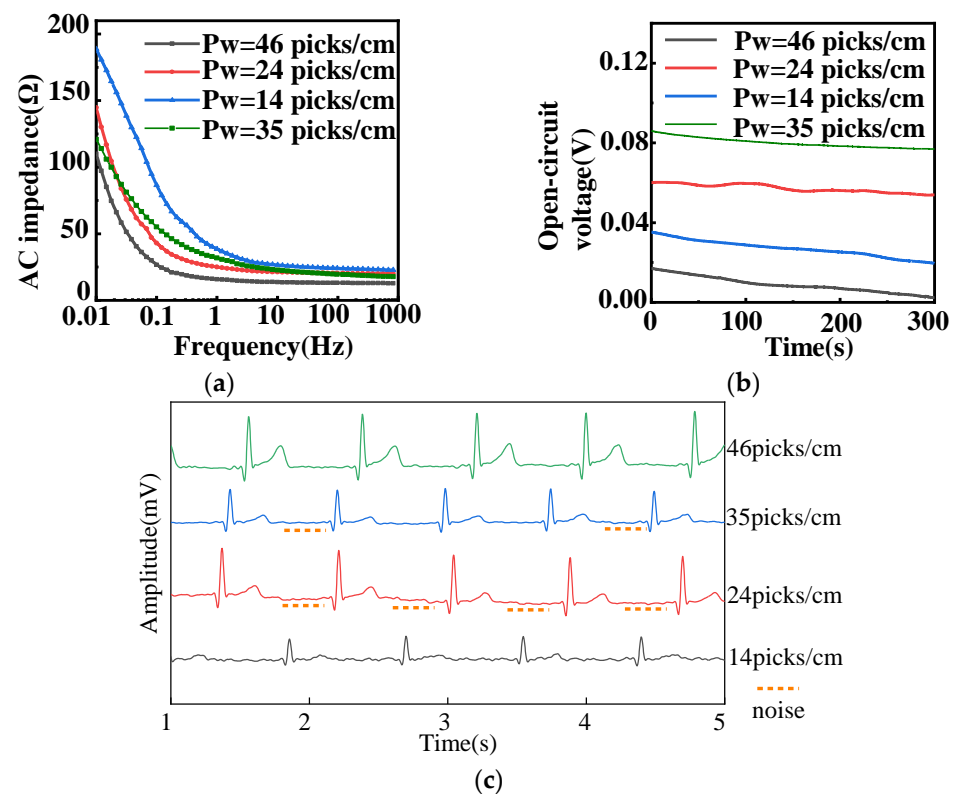 200
150
100
50
0
AC impedance(Ω)
Pw=46 picks/cm
Pw=24 picks/cm
Pw=14 picks/cm
Pw=35 picks/cm
0.01 0.1 1 10 100 1000
Frequency(Hz)
(a)
0.12
0.08
0.04
0.00
Open-circuit
voltage(V)
Pw=46 picks/cm
Pw=24 picks/cm
Pw=14 picks/cm
Pw=35 picks/cm
0 100 200 300
Time(s)
(b)
Amplitude(mV)
46picks/cm
35picks/cm
24picks/cm
14picks/cm
noise
1 2 3 4 5
Time(s)
(c)